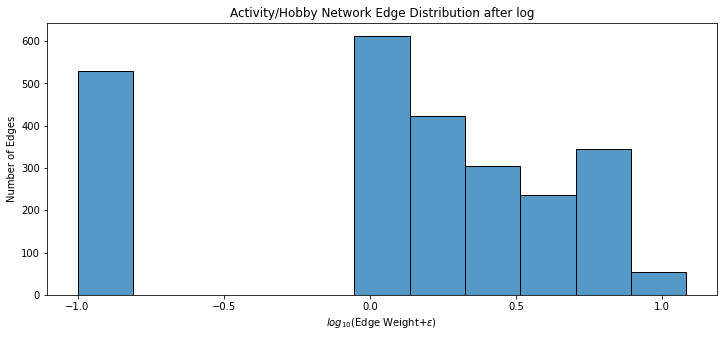 Activity/Hobby Network Edge Distribution after log
Number of Edges
600
500
400
300
200
100
0
−1.0 −0.5 0.0 0.5 1.0
log₁₀(Edge Weight+ε)